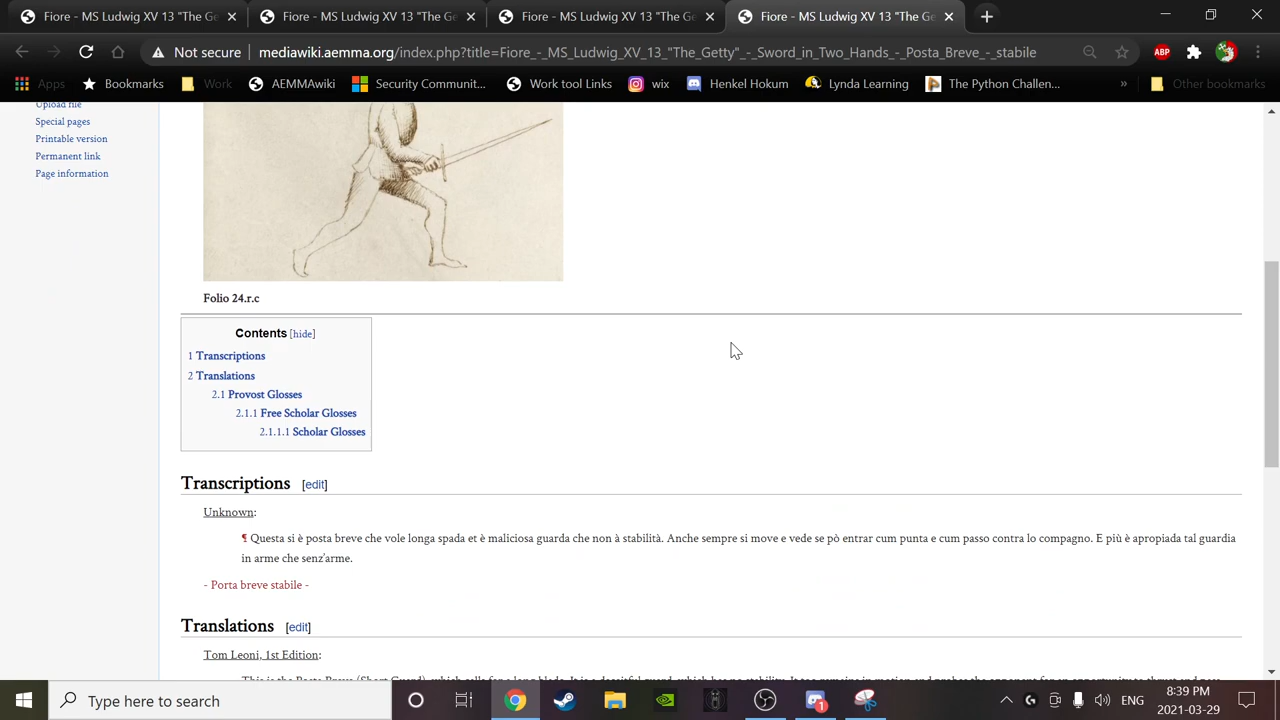 Fiore - MS Ludwig XV 13 "The Ge
Fiore - MS Ludwig XV 13 "The Ge
Fiore - MS Ludwig XV 13 "The Ge
Fiore - MS Ludwig XV 13 "The Ge
Not secure
mediawiki.aemma.org/index.php?title=Fiore_-_MS_Ludwig_XV_13_"The_Getty"_-_Sword_in_Two_Hands_-_Posta_Breve_-_stabile
ABP
Apps
Bookmarks
Work
AEMMAwiki
Security Communit...
Work tool Links
wix
Henkel Hokum
Lynda Learning
The Python Challen...
»
Other bookmarks
Upload file
Special pages
Printable version
Permanent link
Page information
Folio 24.r.c
Contents [hide]
1 Transcriptions
2 Translations
2.1 Provost Glosses
2.1.1 Free Scholar Glosses
2.1.1.1 Scholar Glosses
Transcriptions [edit]
Unknown:
¶ Questa si è posta breve che vole longa spada et è maliciosa guarda che non à stabilità. Anche sempre si move e vede se pò entrar cum punta e cum passo contra lo compagno. E più è apropiada tal guardia
in arme che senz'arme.
- Porta breve stabile -
Translations [edit]
Tom Leoni, 1st Edition:
Type here to search
1
ENG
8:39 PM
2021-03-29